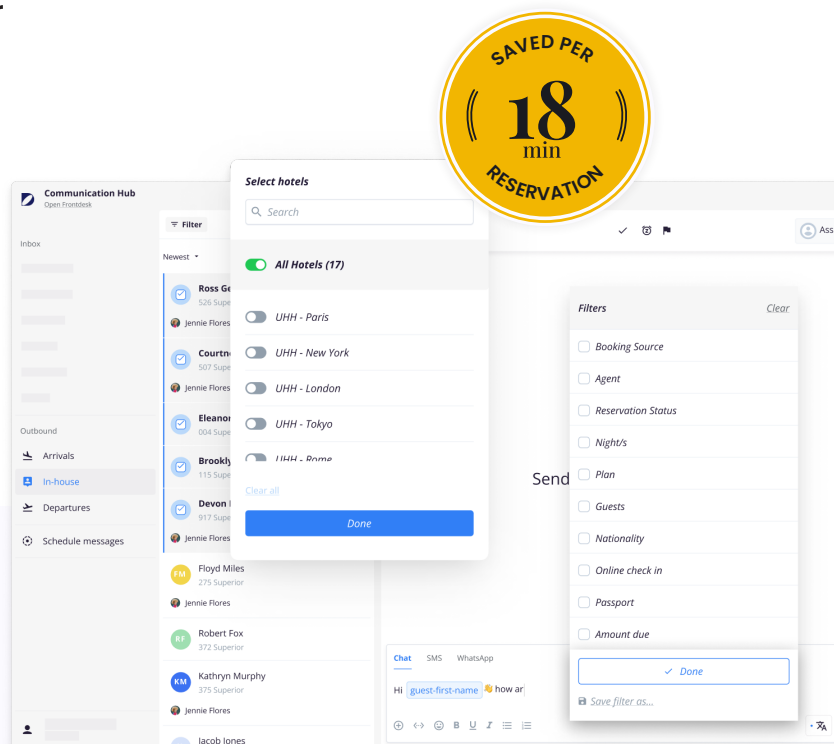 SAVED PER
18
min
RESERVATION
Communication Hub
Open Frontdesk
Inbox
Outbound
Arrivals
In-house
Departures
Schedule messages
Filter
Newest
Ross
526
Jennie Flores
507
Jennie Flores
Eleanor
004
115
Devon
917
Jennie Flores
FM
Floyd Miles
275 Superior
Jennie Flores
RF
Robert Fox
372 Superior
KM
Kathryn Murphy
375 Superior
Jennie Flores
Jacob Jones
Select hotels
Search
All Hotels (17)
UHH - Paris
UHH - New York
UHH - London
UHH - Tokyo
UHH - Rome
Clear all
Done
Send
Filters
Clear
Booking Source
Agent
Reservation Status
Night/s
Plan
Guests
Nationality
Online check in
Passport
Amount due
Done
Save filter as...
Chat
SMS
WhatsApp
Hi guest-first-name 👋 how ar
B U I